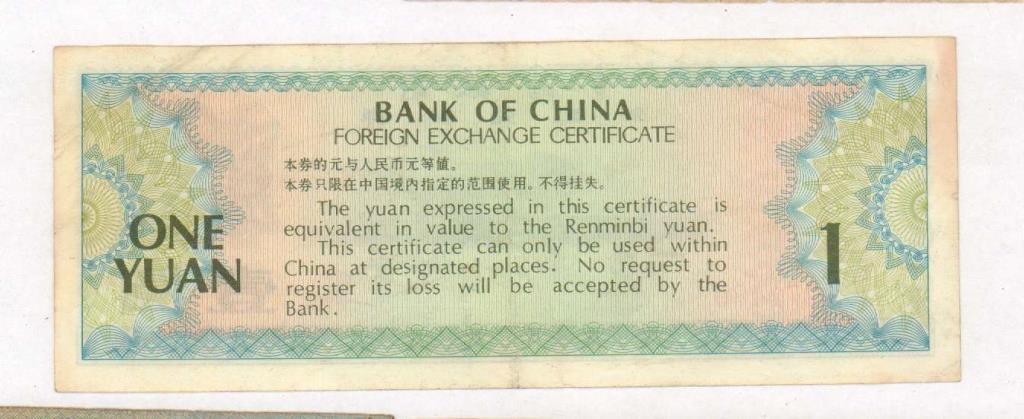 BANK OF CHINA
FOREIGN EXCHANGE CERTIFICATE
本券的元与人民币元等值。
本券只限在中国境内指定的范围使用。不得挂失。
The yuan expressed in this certificate is
equivalent in value to the Renminbi yuan.
This certificate can only be used within
China at designated places. No request to
register its loss will be accepted by the
Bank.
ONE
YUAN
1